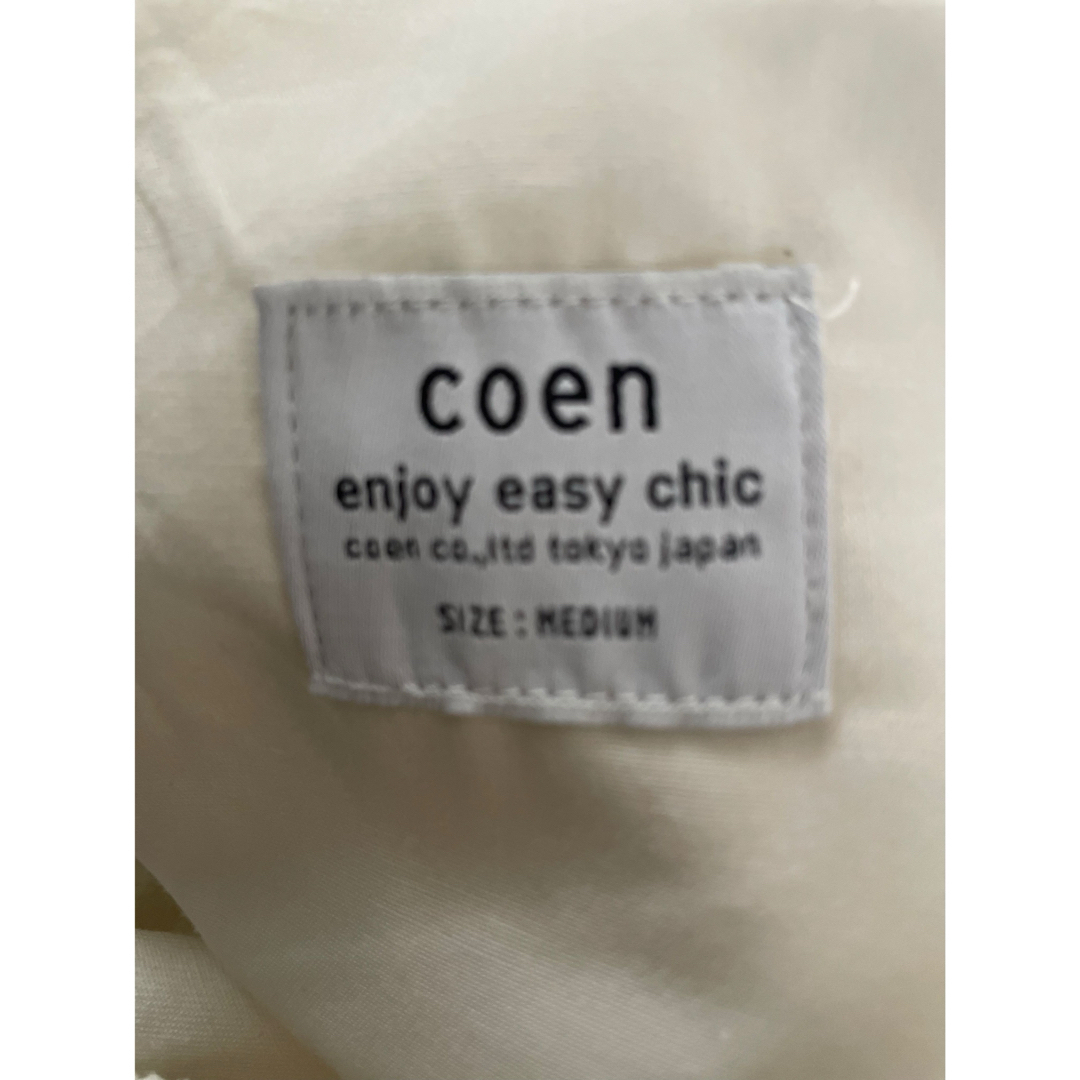 coen
enjoy easy chic
coen co.,ltd tokyo japan
SIZE : MEDIUM